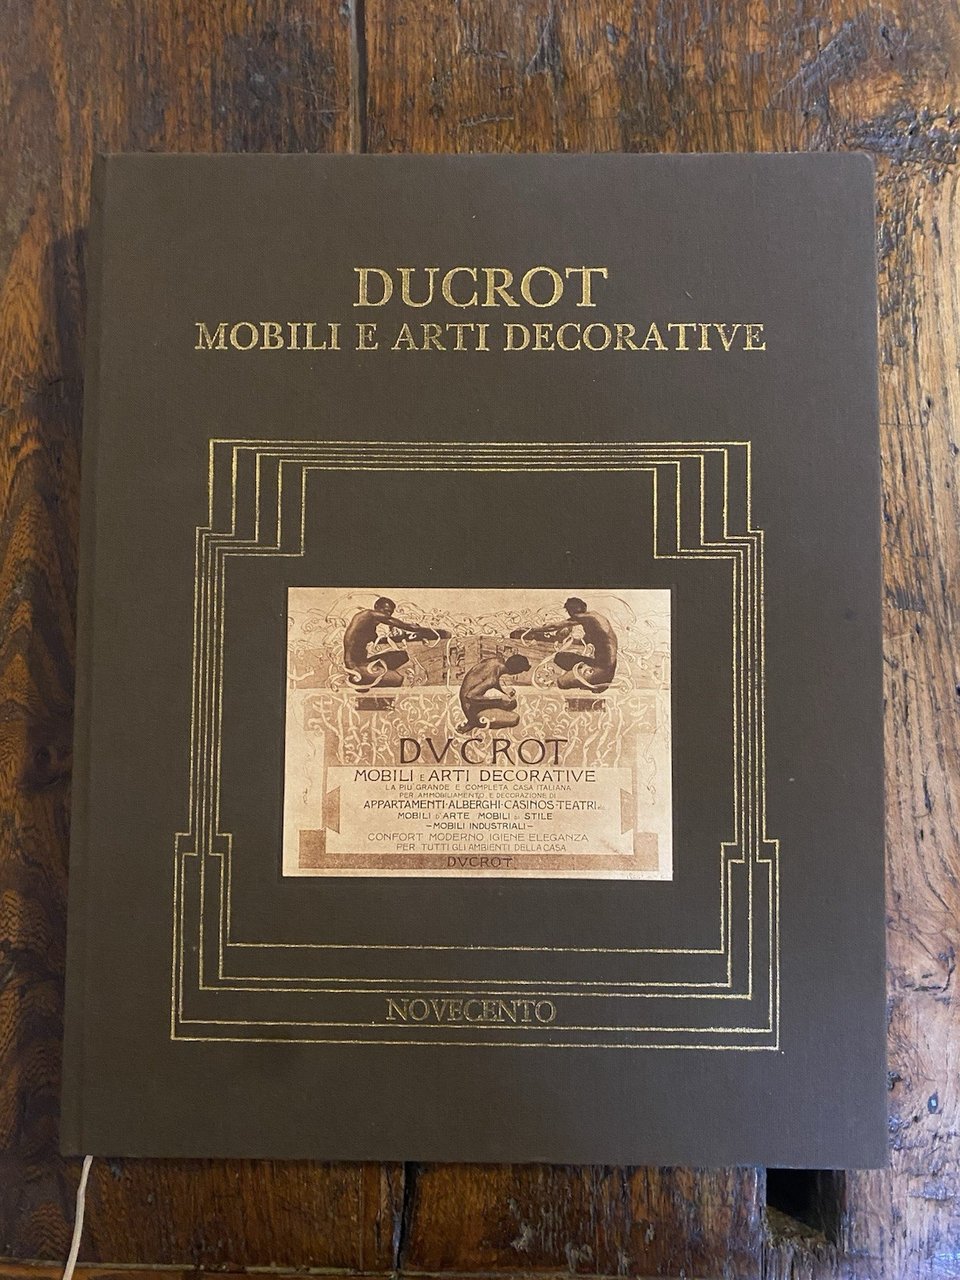 DUCROT
MOBILI E ARTI DECORATIVE
DVCROT
MOBILI E ARTI DECORATIVE
LA PIÙ GRANDE E COMPLETA CASA ITALIANA
PER AMMOBILIAMENTO E DECORAZIONE DI
APPARTAMENTI·ALBERGHI·CASINOS·TEATRI
MOBILI D'ARTE MOBILI DI STILE
–MOBILI INDUSTRIALI–
CONFORT MODERNO IGIENE ELEGANZA
PER TUTTI GLI AMBIENTI DELLA CASA
DVCROT
NOVECENTO